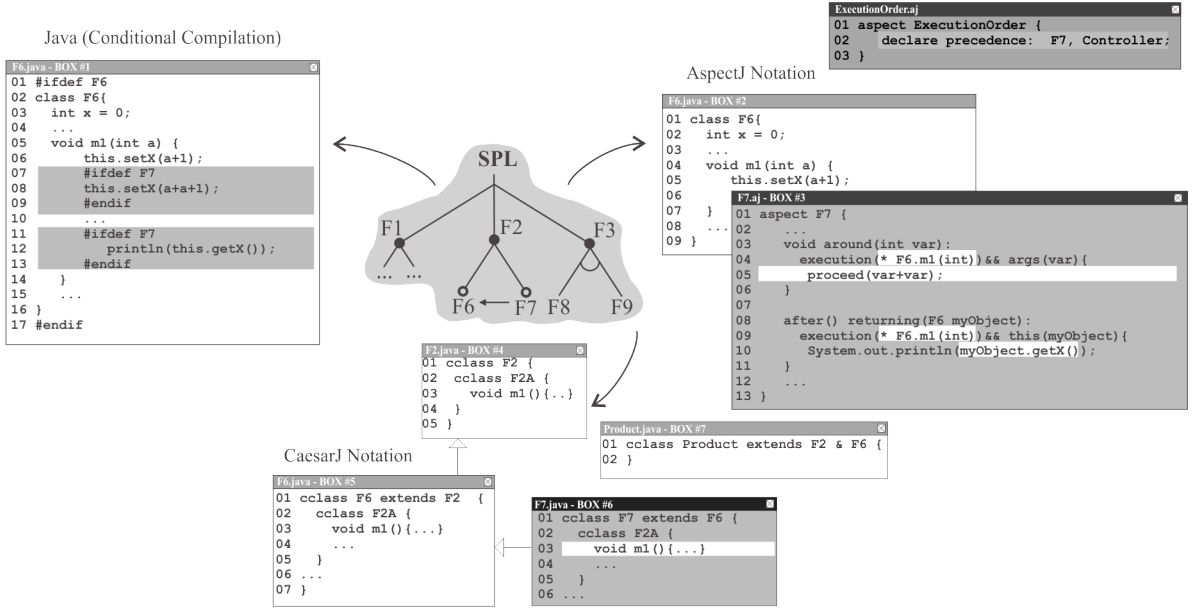 ExecutionOrder.aj
01 aspect ExecutionOrder {
02 declare precedence: F7, Controller;
03 }
Java (Conditional Compilation)
F6.java - BOX #1
01 #ifdef F6
02 class F6{
03 int x = 0;
04 ...
05 void m1(int a) {
06 this.setX(a+1);
07 #ifdef F7
08 this.setX(a+a+1);
09 #endif
10 ...
11 #ifdef F7
12 println(this.getX());
13 #endif
14 }
15 ...
16 }
17 #endif
AspectJ Notation
F6.java - BOX #2
01 class F6{
02 int x = 0;
03 ...
04 void m1(int a) {
05 this.setX(a+1);
06
07 }
08 ...
09 }
F7.aj - BOX #3
01 aspect F7 {
02 ...
03 void around(int var):
04 execution(* F6.m1(int))&& args(var){
05 proceed(var+var);
06 }
07
08 after() returning(F6 myObject):
09 execution(* F6.m1(int))&& this(myObject){
10 System.out.println(myObject.getX());
11 }
12 ...
13 }
SPL
F1 F2 F3
... ...
F6 F7 F8 F9
F2.java - BOX #4
01 cclass F2 {
02 cclass F2A {
03 void m1(){..}
04 }
05 }
Product.java - BOX #7
01 cclass Product extends F2 & F6 {
02 }
CaesarJ Notation
F6.java - BOX #5
01 cclass F6 extends F2 {
02 cclass F2A {
03 void m1(){...}
04 ...
05 }
06 ...
07 }
F7.java - BOX #6
01 cclass F7 extends F6 {
02 cclass F2A {
03 void m1(){...}
04 ...
05 }
06 ...